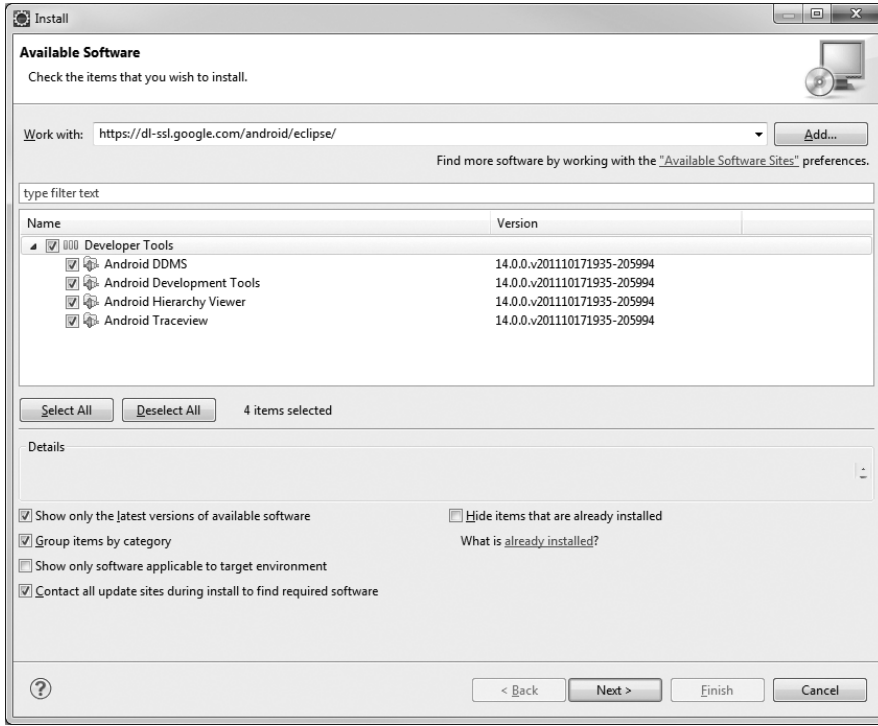 Install
Available Software
Check the items that you wish to install.
Work with: https://dl-ssl.google.com/android/eclipse/ Add...
Find more software by working with the "Available Software Sites" preferences.
type filter text
Name Version
Developer Tools
Android DDMS 14.0.0.v201110171935-205994
Android Development Tools 14.0.0.v201110171935-205994
Android Hierarchy Viewer 14.0.0.v201110171935-205994
Android Traceview 14.0.0.v201110171935-205994
Select All Deselect All 4 items selected
Details
Show only the latest versions of available software Hide items that are already installed
Group items by category What is already installed?
Show only software applicable to target environment
Contact all update sites during install to find required software
? < Back Next > Finish Cancel